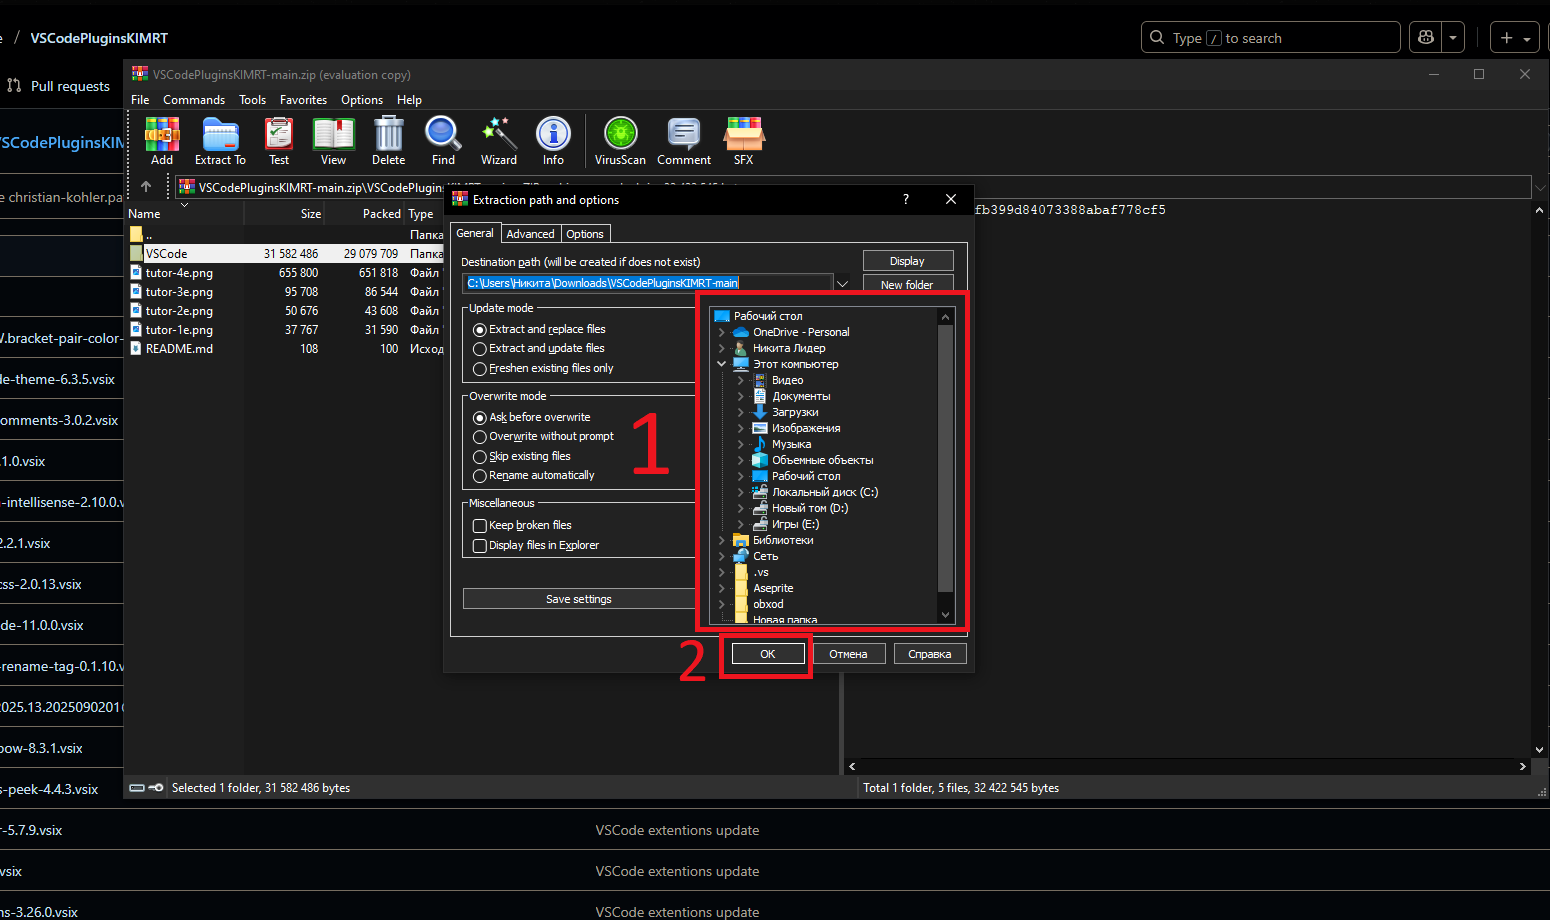 e / VSCodePluginsKIMRT
Type / to search
Pull requests
VSCodePluginsKIMRT-main.zip (evaluation copy)
File Commands Tools Favorites Options Help
VSCodePluginsKIM
Add Extract To Test View Delete Find Wizard Info VirusScan Comment SFX
e christian-kohler.pa
VSCodePluginsKIMRT-main.zip\VSCodePlugins
Extraction path and options
?
fb399d84073388abaf778cf5
Name Size Packed Type
.. Папка
VSCode 31 582 486 29 079 709 Папка
tutor-4e.png 655 800 651 818 Файл
tutor-3e.png 95 708 86 544 Файл
tutor-2e.png 50 676 43 608 Файл
tutor-1e.png 37 767 31 590 Файл
README.md 108 100 Исход
General Advanced Options
Destination path (will be created if does not exist)
Display
C:\Users\Никита\Downloads\VSCodePluginsKIMRT-main
New folder
Update mode
Extract and replace files
Extract and update files
Freshen existing files only
Overwrite mode
Ask before overwrite
Overwrite without prompt
Skip existing files
Rename automatically
Miscellaneous
Keep broken files
Display files in Explorer
Save settings
1
Рабочий стол
OneDrive - Personal
Никита Лидер
Этот компьютер
Видео
Документы
Загрузки
Изображения
Музыка
Объемные объекты
Рабочий стол
Локальный диск (C:)
Новый том (D:)
Игры (E:)
Библиотеки
Сеть
.vs
Aseprite
obxod
Новая папка
2
OK Отмена Справка
.bracket-pair-color-
de-theme-6.3.5.vsix
omments-3.0.2.vsix
.1.0.vsix
-intellisense-2.10.0.v
2.2.1.vsix
css-2.0.13.vsix
de-11.0.0.vsix
-rename-tag-0.1.10.v
2025.13.2025090201
bow-8.3.1.vsix
s-peek-4.4.3.vsix
Selected 1 folder, 31 582 486 bytes
Total 1 folder, 5 files, 32 422 545 bytes
r-5.7.9.vsix VSCode extentions update
vsix VSCode extentions update
ns-3.26.0.vsix VSCode extentions update